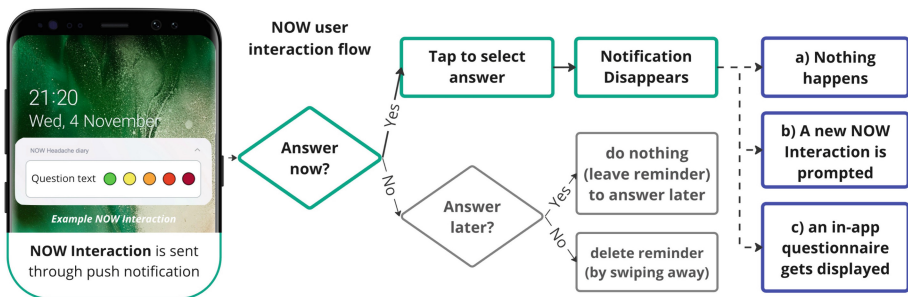 21:20
Wed, 4 November
NOW Headache diary
Question text
Example NOW Interaction
NOW Interaction is sent
through push notification
NOW user
interaction flow
Answer
now?
Yes
No
Tap to select
answer
Notification
Disappears
Answer
later?
Yes
No
do nothing
(leave reminder)
to answer later
delete reminder
(by swiping away)
a) Nothing
happens
b) A new NOW
Interaction is
prompted
c) an in-app
questionnaire
gets displayed